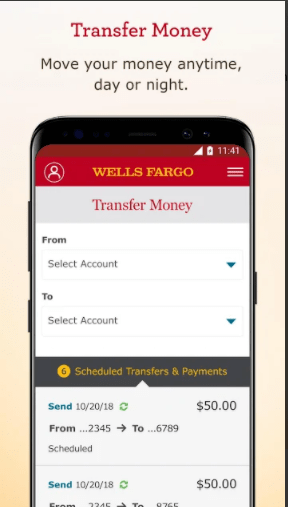 Transfer Money
Move your money anytime,
day or night.
11:41
WELLS FARGO
Transfer Money
From
Select Account
To
Select Account
6 Scheduled Transfers & Payments
Send 10/20/18 $50.00
From ...2345 → To ...6789
Scheduled
Send 10/20/18 $50.00
From ...2345 → To ...8765